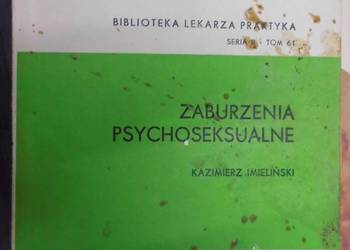 BIBLIOTEKA LEKARZA PRAKTYKA
SERIA TOM 61
ZABURZENIA
PSYCHOSEKSUALNE
KAZIMIERZ IMIELIŃSKI